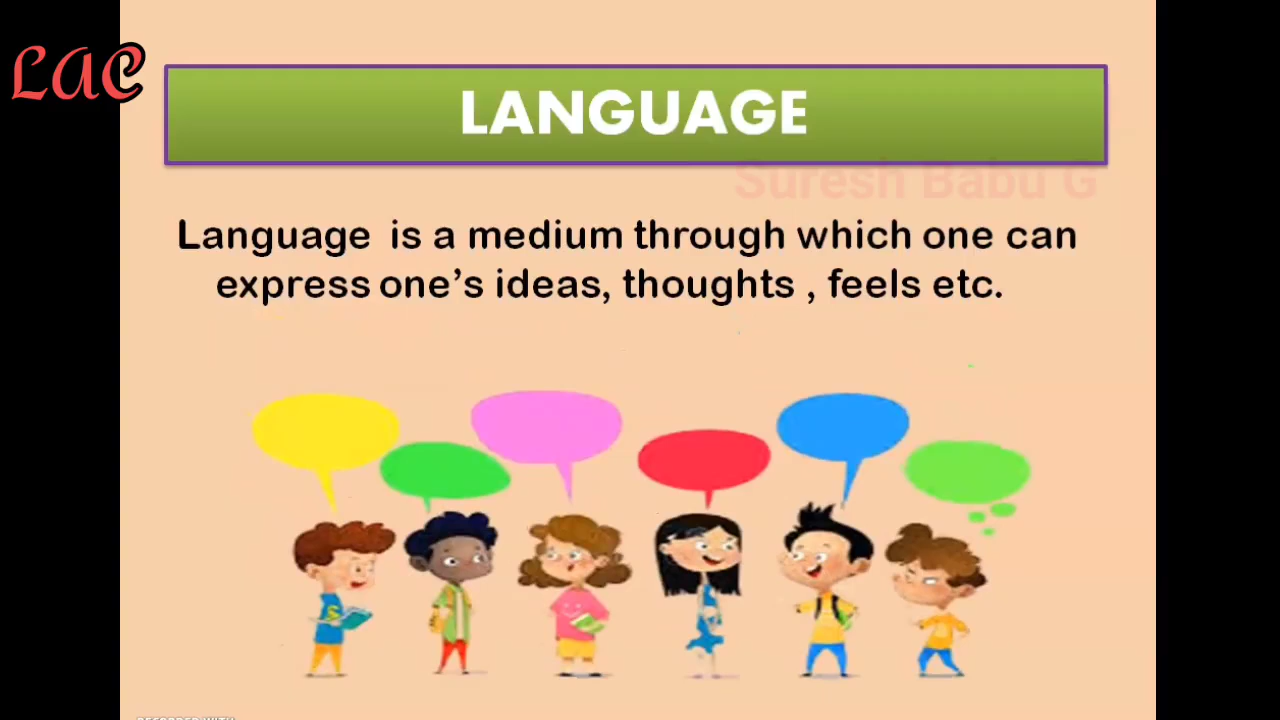 LAC
LANGUAGE
Suresh Babu G
Language is a medium through which one can
express one’s ideas, thoughts , feels etc.